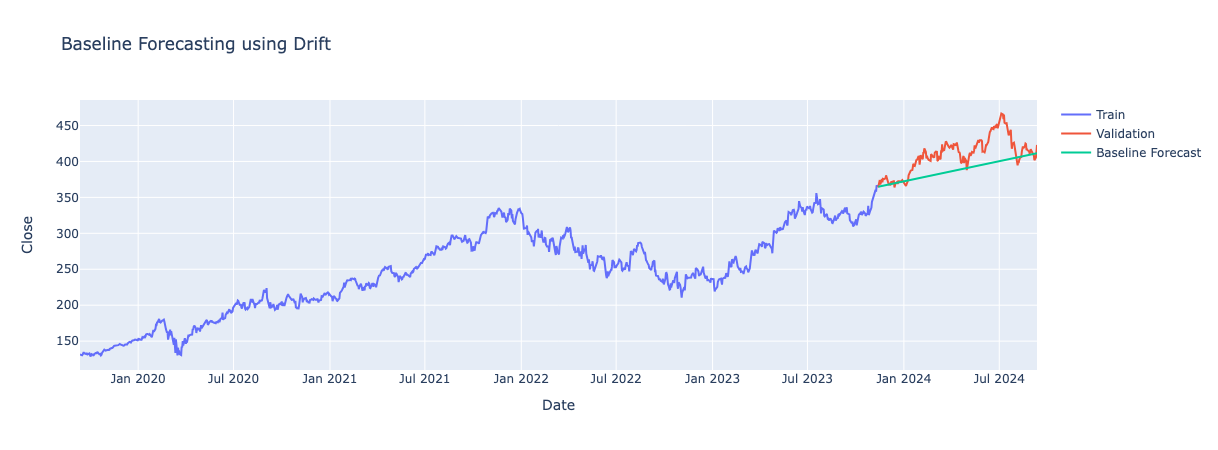 Baseline Forecasting using Drift
Train
Validation
Baseline Forecast
450
400
350
300
250
200
150
Close
Jan 2020
Jul 2020
Jan 2021
Jul 2021
Jan 2022
Jul 2022
Jan 2023
Jul 2023
Jan 2024
Jul 2024
Date